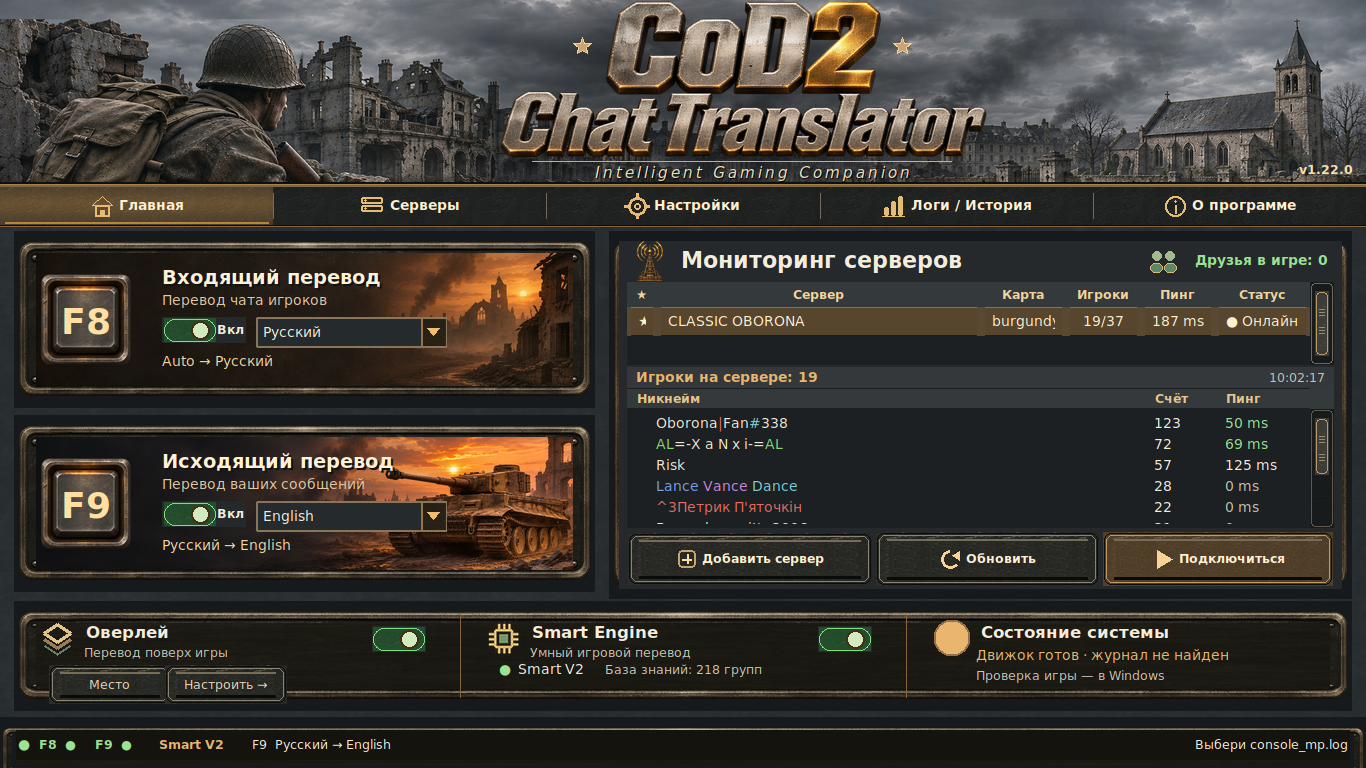 CoD2
Chat Translator
Intelligent Gaming Companion
v1.22.0
Главная
Серверы
Настройки
Логи / История
О программе
F8
Входящий перевод
Перевод чата игроков
Вкл
Русский
Auto → Русский
F9
Исходящий перевод
Перевод ваших сообщений
Вкл
English
Русский → English
Мониторинг серверов
Друзья в игре: 0
★ Сервер Карта Игроки Пинг Статус
★ CLASSIC OBORONA burgundy 19/37 187 ms ● Онлайн
Игроки на сервере: 19 10:02:17
Никнейм Счёт Пинг
Oborona|Fan#338 123 50 ms
AL=-X a N x i-=AL 72 69 ms
Risk 57 125 ms
Lance Vance Dance 28 0 ms
^3Петрик П'яточкін 22 0 ms
Добавить сервер
Обновить
Подключиться
Оверлей
Перевод поверх игры
Место
Настроить →
Smart Engine
Умный игровой перевод
● Smart V2 База знаний: 218 групп
Состояние системы
Движок готов · журнал не найден
Проверка игры — в Windows
● F8 ● F9 ● Smart V2 F9 Русский → English Выбери console_mp.log